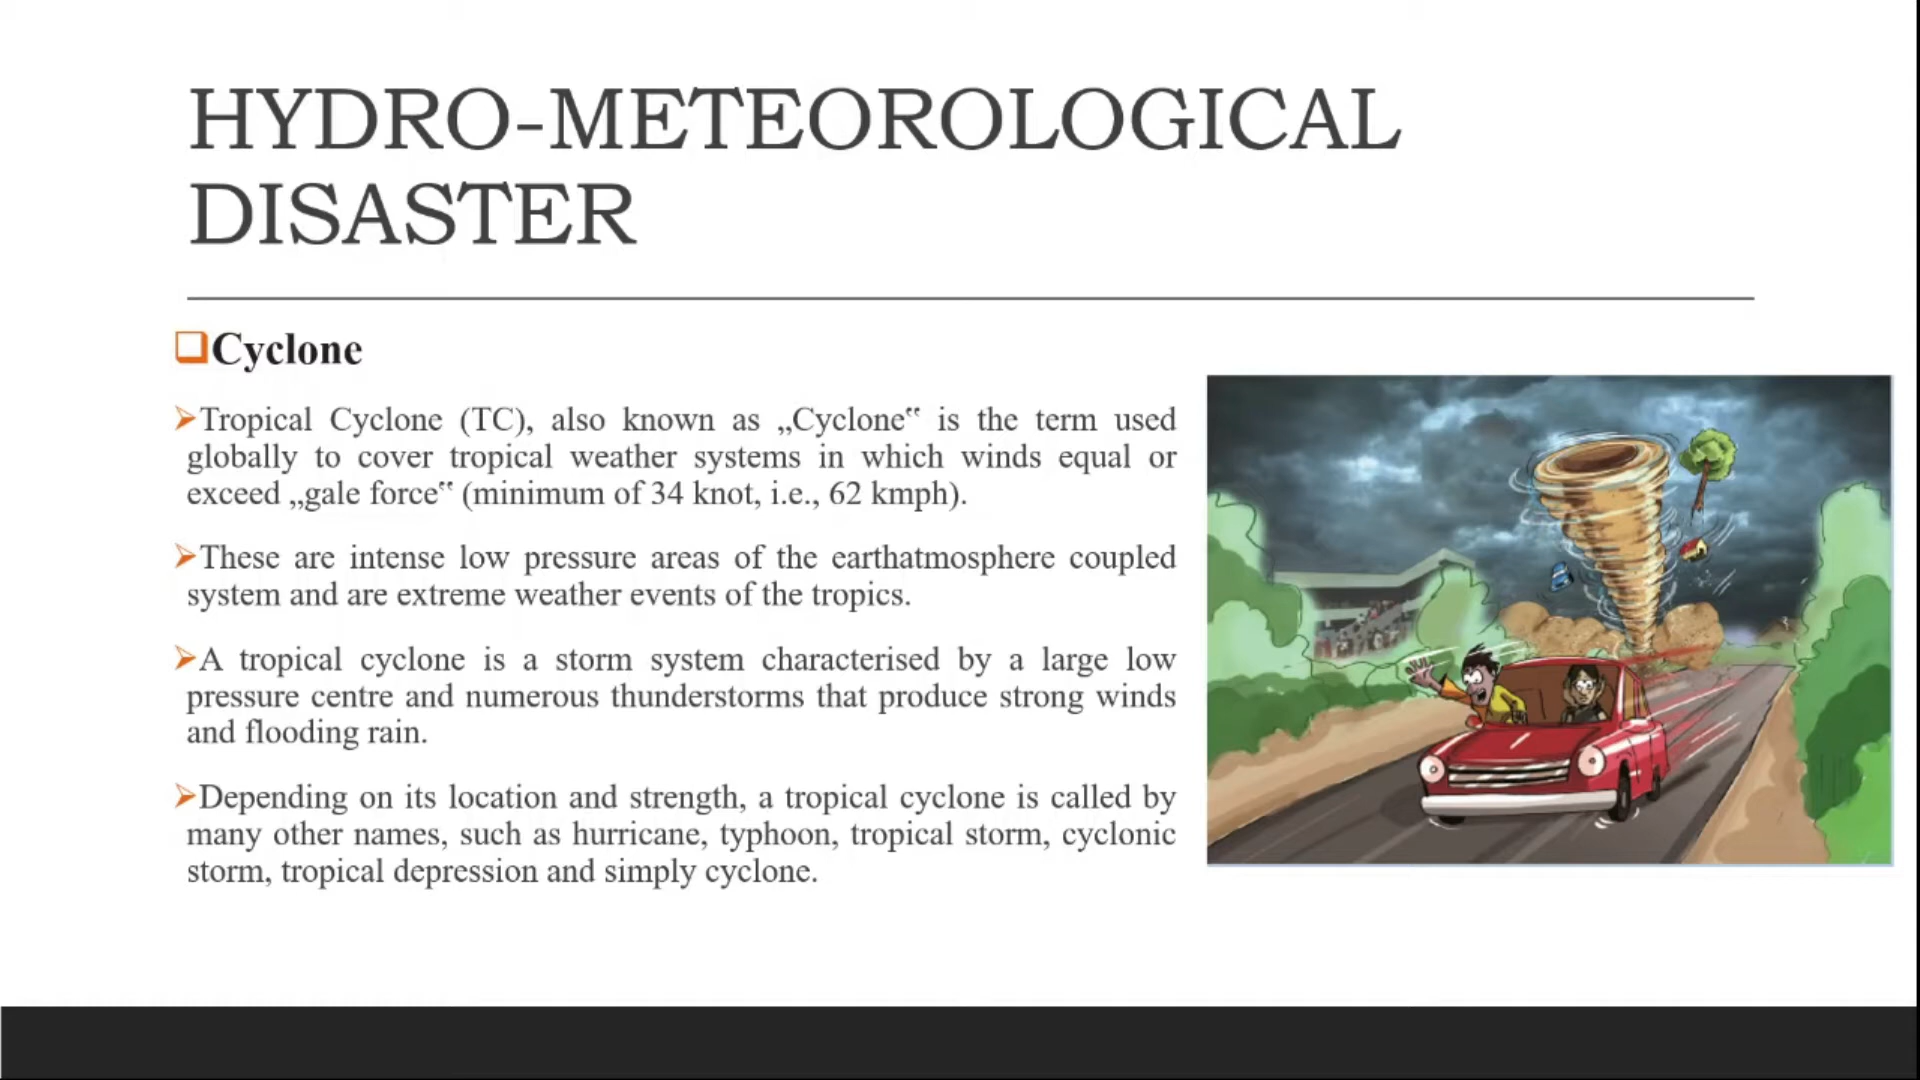 HYDRO-METEOROLOGICAL
DISASTER
Cyclone
Tropical Cyclone (TC), also known as „Cyclone‟ is the term used
globally to cover tropical weather systems in which winds equal or
exceed „gale force‟ (minimum of 34 knot, i.e., 62 kmph).
These are intense low pressure areas of the earthatmosphere coupled
system and are extreme weather events of the tropics.
A tropical cyclone is a storm system characterised by a large low
pressure centre and numerous thunderstorms that produce strong winds
and flooding rain.
Depending on its location and strength, a tropical cyclone is called by
many other names, such as hurricane, typhoon, tropical storm, cyclonic
storm, tropical depression and simply cyclone.